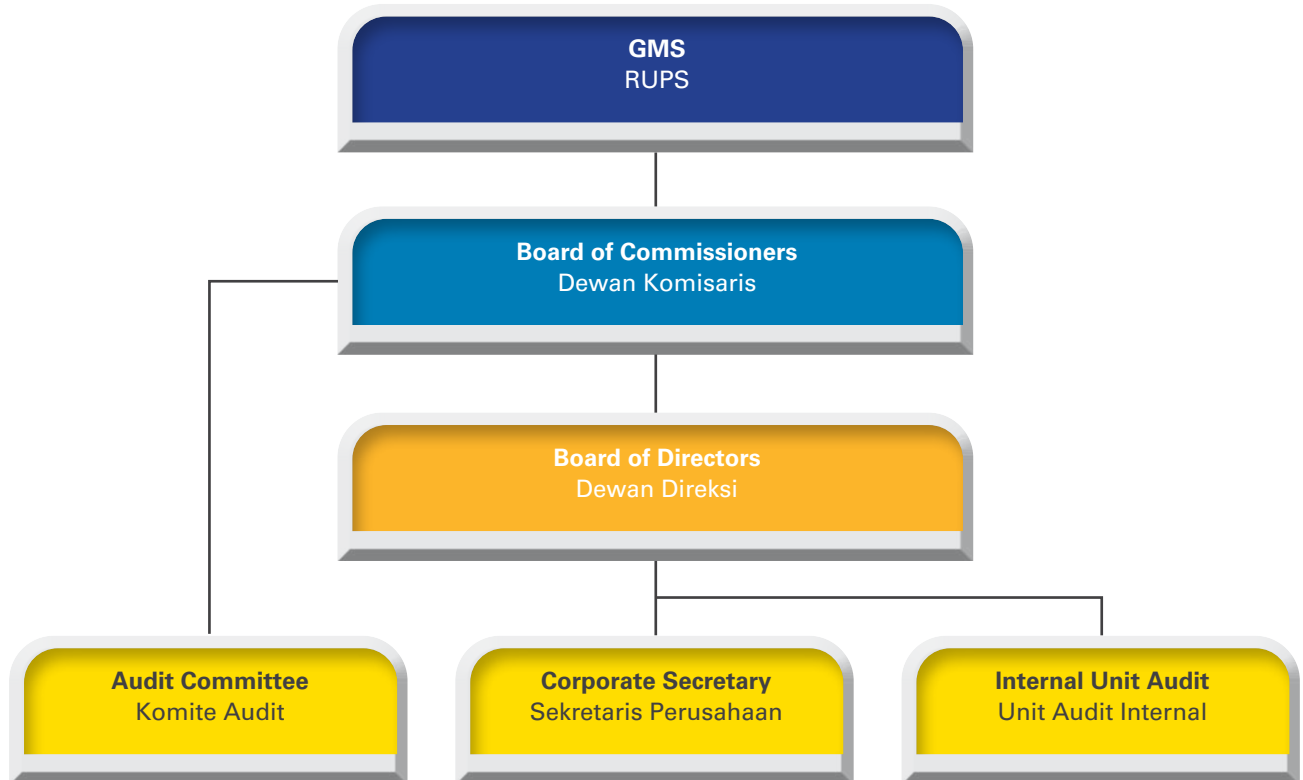 GMS
RUPS
Board of Commissioners
Dewan Komisaris
Board of Directors
Dewan Direksi
Audit Committee
Komite Audit
Corporate Secretary
Sekretaris Perusahaan
Internal Unit Audit
Unit Audit Internal